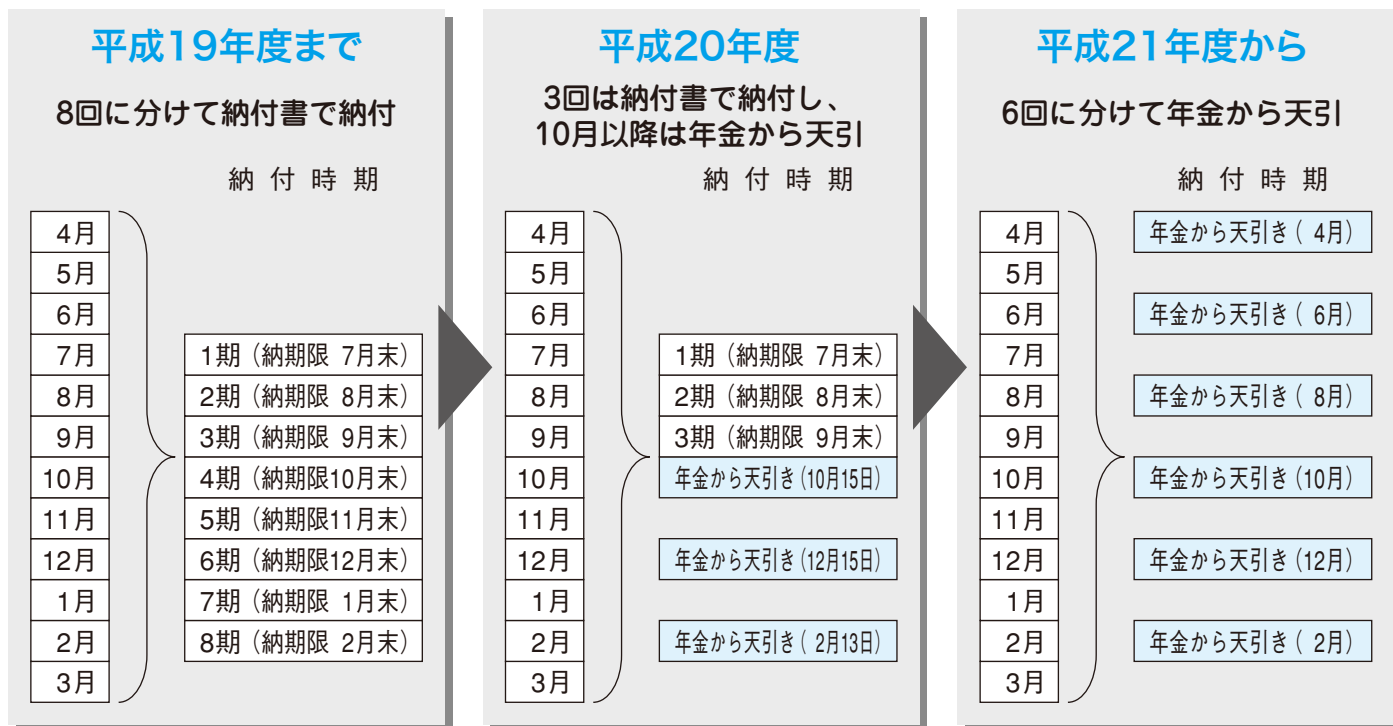 平成19年度まで
8回に分けて納付書で納付
納付時期
4月
5月
6月
7月
8月
9月
10月
11月
12月
1月
2月
3月
1期（納期限 7月末）
2期（納期限 8月末）
3期（納期限 9月末）
4期（納期限10月末）
5期（納期限11月末）
6期（納期限12月末）
7期（納期限 1月末）
8期（納期限 2月末）
平成20年度
3回は納付書で納付し、
10月以降は年金から天引
納付時期
4月
5月
6月
7月
8月
9月
10月
11月
12月
1月
2月
3月
1期（納期限 7月末）
2期（納期限 8月末）
3期（納期限 9月末）
年金から天引き（10月15日）
年金から天引き（12月15日）
年金から天引き（ 2月13日）
平成21年度から
6回に分けて年金から天引
納付時期
4月
5月
6月
7月
8月
9月
10月
11月
12月
1月
2月
3月
年金から天引き（ 4月）
年金から天引き（ 6月）
年金から天引き（ 8月）
年金から天引き（10月）
年金から天引き（12月）
年金から天引き（ 2月）